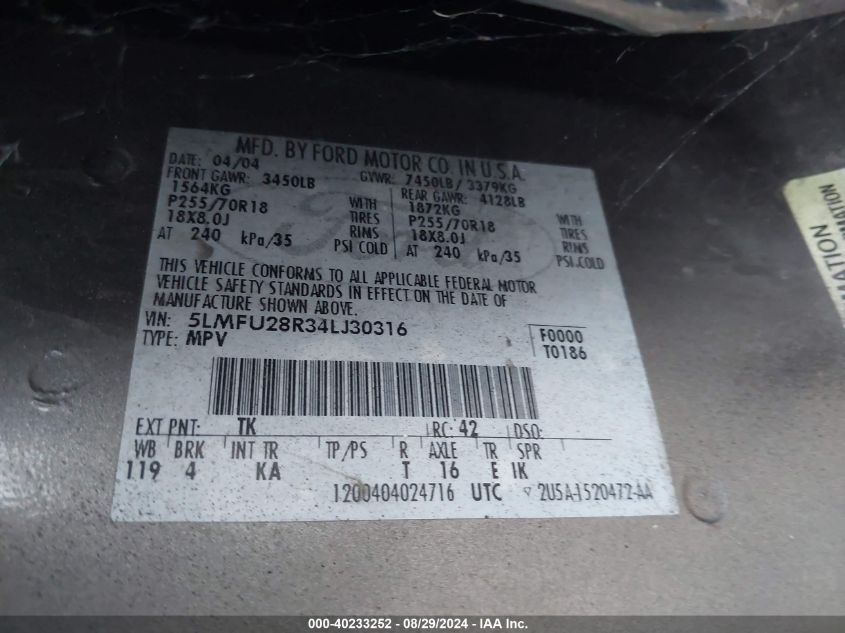 MFD. BY FORD MOTOR CO. IN U.S.A.
DATE: 04/04 GVWR: 7450LB / 3379KG
FRONT GAWR: 3450LB REAR GAWR: 4128LB
1564KG WITH 1872KG WITH
P255/70R18 TIRES P255/70R18 TIRES
18X8.0J RIMS 18X8.0J RIMS
AT 240 kPa/35 PSI COLD AT 240 kPa/35 PSI COLD
THIS VEHICLE CONFORMS TO ALL APPLICABLE FEDERAL MOTOR
VEHICLE SAFETY STANDARDS IN EFFECT ON THE DATE OF
MANUFACTURE SHOWN ABOVE.
VIN: 5LMFU28R34LJ30316 F0000
TYPE: MPV T0186
EXT PNT: TK RC: 42 DSO:
WB BRK INT TR TP/PS R AXLE TR SPR
119 4 KA T 16 E IK
1200404024716 UTC ▽ 2U5A-1520472-AA
MATION
ORMATION
000-40233252 - 08/29/2024 - IAA Inc.